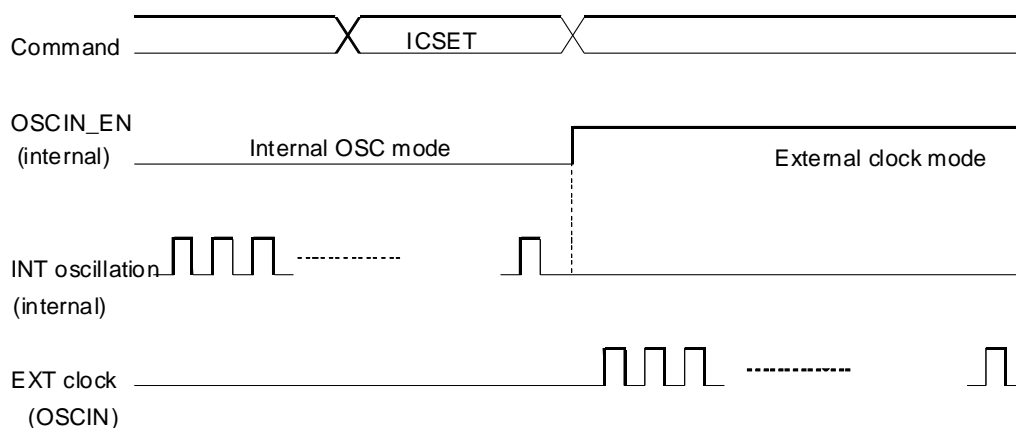 Command
ICSET
OSCIN_EN
(internal)
Internal OSC mode
External clock mode
INT oscillation
(internal)
EXT clock
(OSCIN)